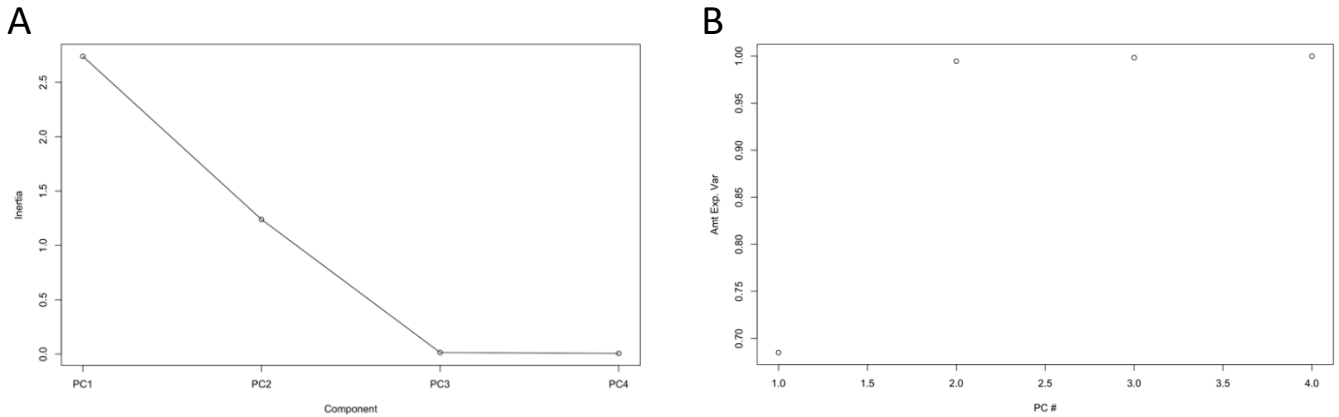 A
2.5
2.0
1.5
1.0
0.5
0.0
Inertia
PC1 PC2 PC3 PC4
Component
B
1.00
0.95
0.90
0.85
0.80
0.75
0.70
Amt Exp. Var
1.0 1.5 2.0 2.5 3.0 3.5 4.0
PC #